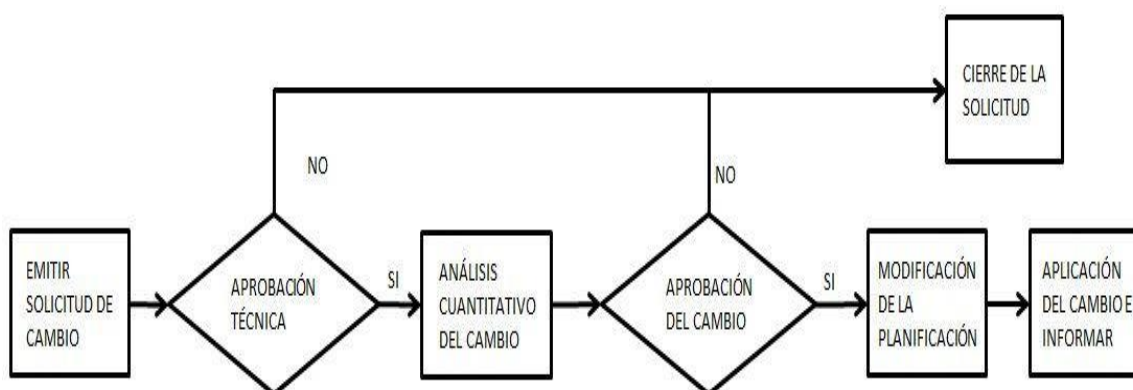 CIERRE DE LA
SOLICITUD
NO
NO
EMITIR
SOLICITUD DE
CAMBIO
APROBACIÓN
TÉCNICA
SI
ANÁLISIS
CUANTITATIVO
DEL CAMBIO
APROBACIÓN
DEL CAMBIO
SI
MODIFICACIÓN
DE LA
PLANIFICACIÓN
APLICACIÓN
DEL CAMBIO E
INFORMAR